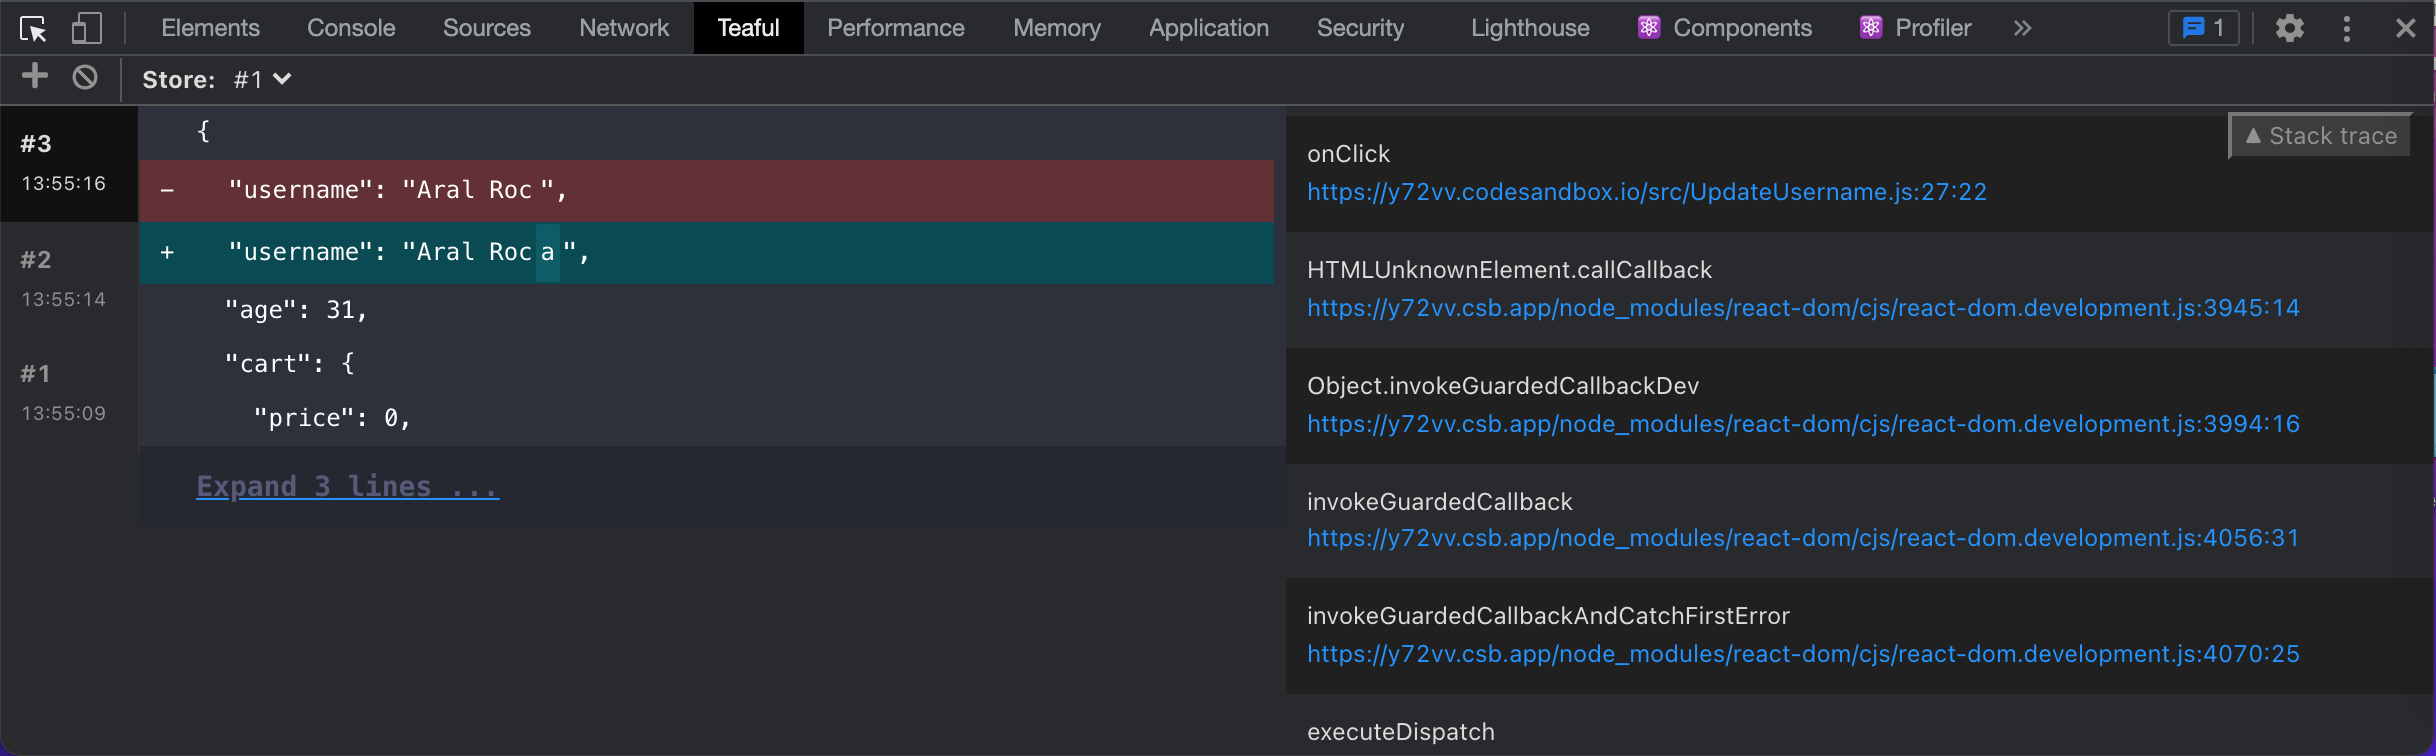 Elements Console Sources Network Teaful Performance Memory Application Security Lighthouse Components Profiler » 1
Store: #1
#3
13:55:16
#2
13:55:14
#1
13:55:09
{
- "username": "Aral Roc",
+ "username": "Aral Roca",
"age": 31,
"cart": {
"price": 0,
Expand 3 lines ...
▲ Stack trace
onClick
https://y72vv.codesandbox.io/src/UpdateUsername.js:27:22
HTMLUnknownElement.callCallback
https://y72vv.csb.app/node_modules/react-dom/cjs/react-dom.development.js:3945:14
Object.invokeGuardedCallbackDev
https://y72vv.csb.app/node_modules/react-dom/cjs/react-dom.development.js:3994:16
invokeGuardedCallback
https://y72vv.csb.app/node_modules/react-dom/cjs/react-dom.development.js:4056:31
invokeGuardedCallbackAndCatchFirstError
https://y72vv.csb.app/node_modules/react-dom/cjs/react-dom.development.js:4070:25
executeDispatch